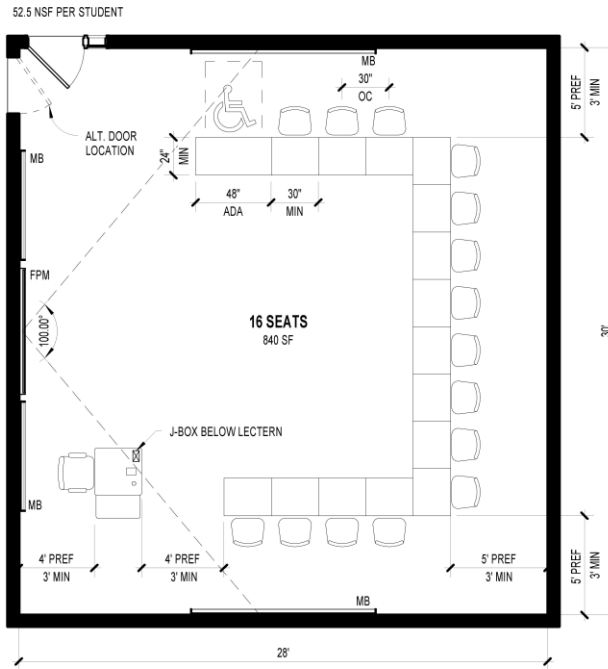 52.5 NSF PER STUDENT
MB
30"
OC
5' PREF
3' MIN
ALT. DOOR
LOCATION
MB
24"
MIN
48"
ADA
30"
MIN
FPM
100.00°
16 SEATS
840 SF
30'
J-BOX BELOW LECTERN
MB
4' PREF
3' MIN
4' PREF
3' MIN
5' PREF
3' MIN
5' PREF
3' MIN
MB
28'